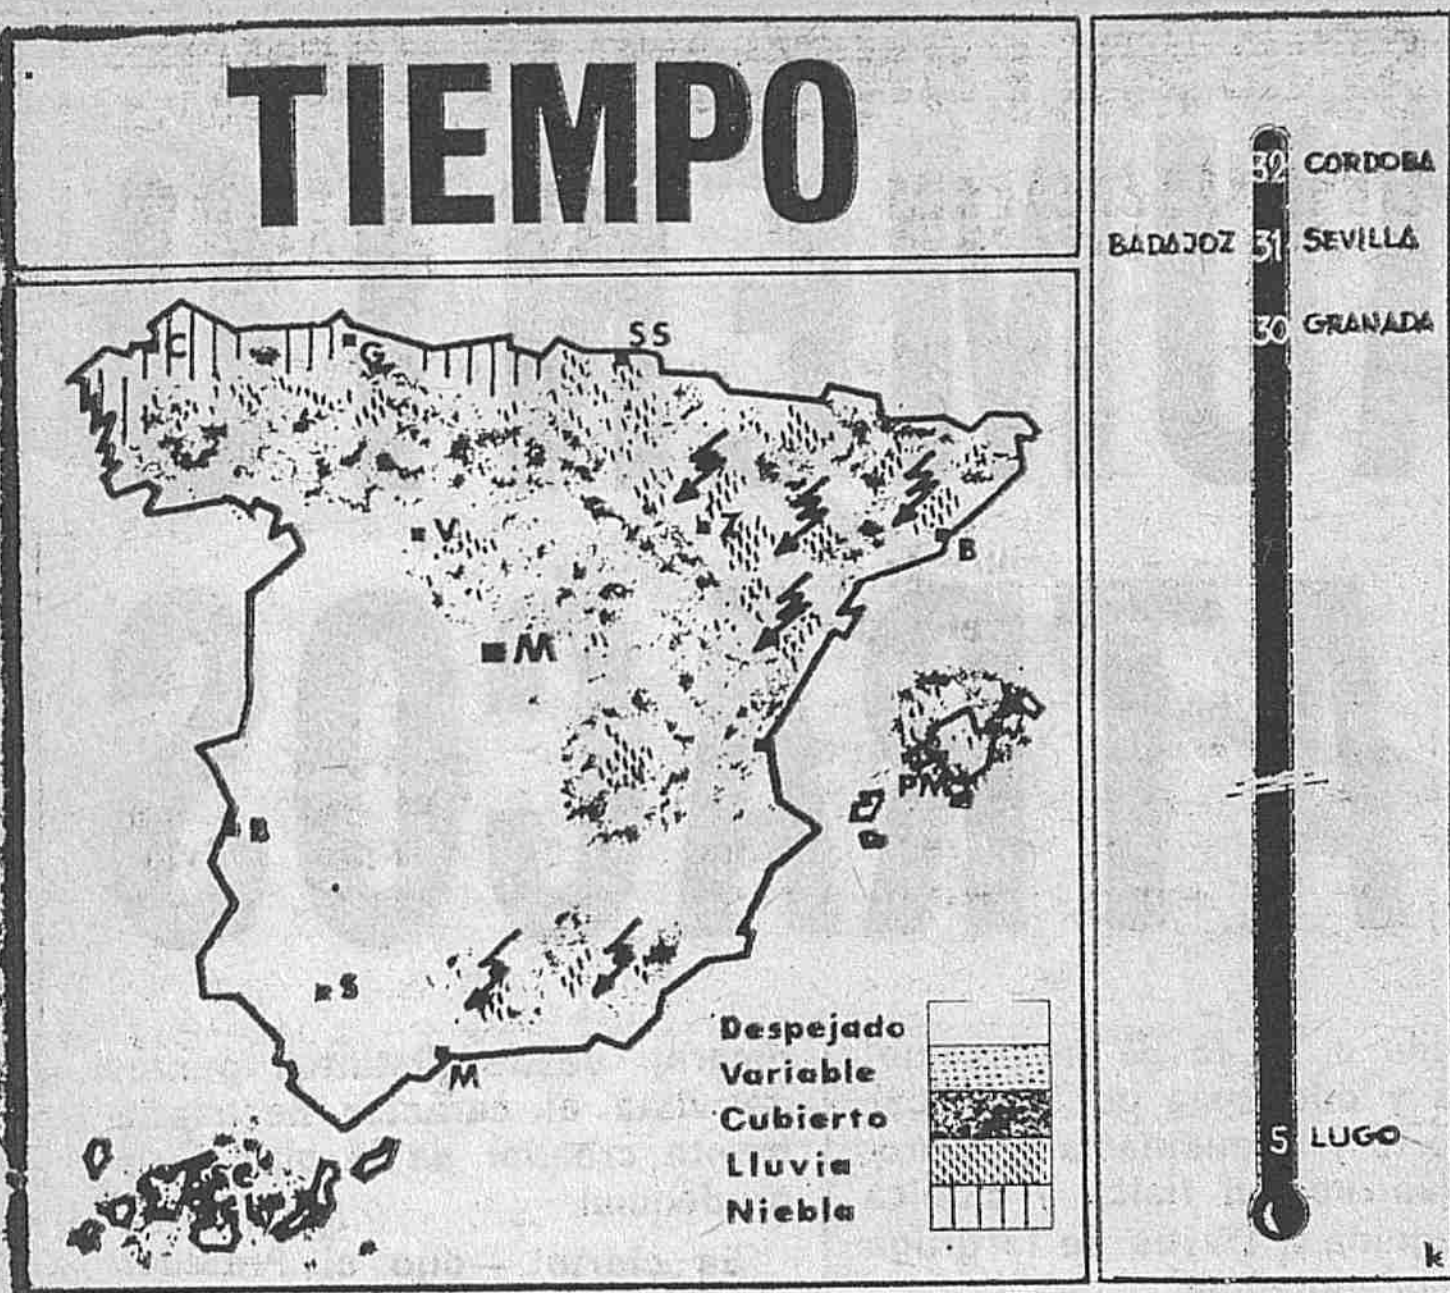 TIEMPO
C
G
SS
V
Z
B
M
PM
B
S
M
Despejado
Variable
Cubierto
Lluvia
Niebla
32 CORDOBA
BADAJOZ 31 SEVILLA
30 GRANADA
5 LUGO
k